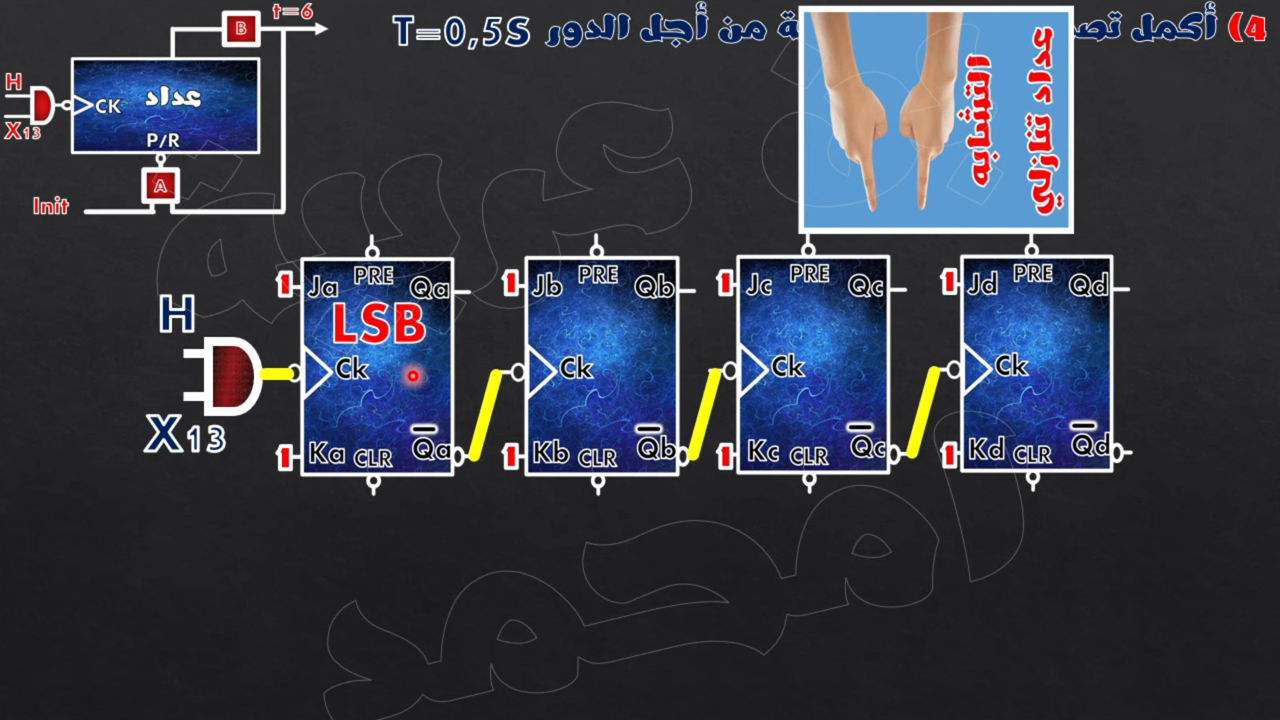 4) أكمل تص
ة من أجل الدور T=0,5S
B
t=6
H
X13
CK
عداد
P/R
A
Init
عداد تنازلي
التشابه
H
X13
1
Ja
PRE
Qa
LSB
Ck
1
Ka
CLR
Qa
1
Jb
PRE
Qb
Ck
1
Kb
CLR
Qb
1
Jc
PRE
Qc
Ck
1
Kc
CLR
Qc
1
Jd
PRE
Qd
Ck
1
Kd
CLR
Qd